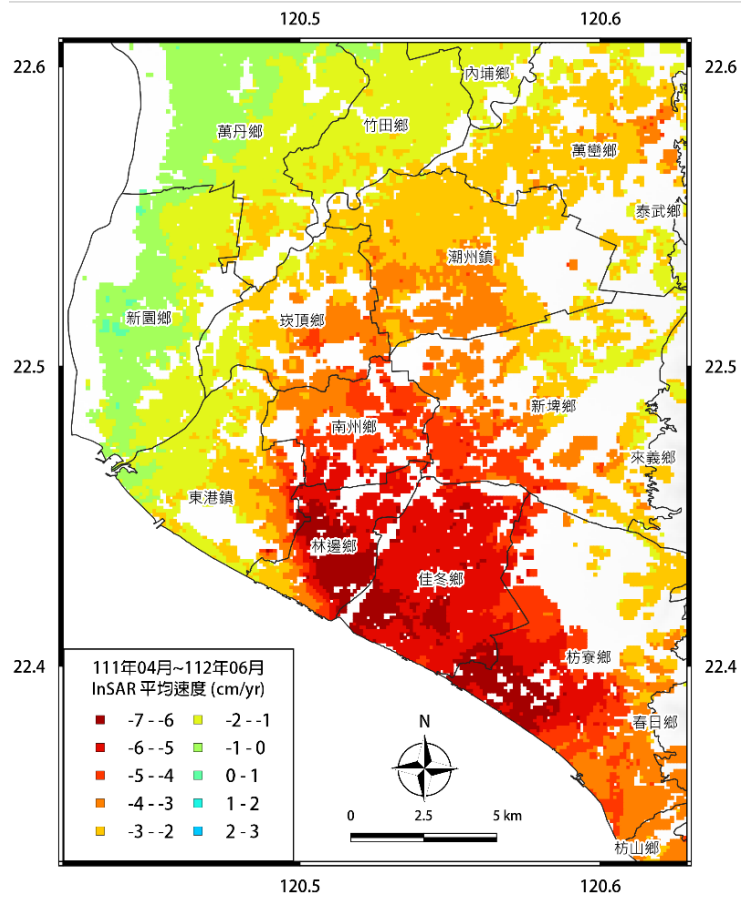 120.5 120.6
22.6 22.6
內埔鄉
萬丹鄉
竹田鄉
萬巒鄉
泰武鄉
潮州鎮
新園鄉
崁頂鄉
22.5 22.5
新埤鄉
南州鄉
來義鄉
東港鎮
林邊鄉
佳冬鄉
22.4 22.4
枋寮鄉
春日鄉
枋山鄉
111年04月~112年06月
InSAR 平均速度 (cm/yr)
-7 - -6 -2 - -1
-6 - -5 -1 - 0
-5 - -4 0 - 1
-4 - -3 1 - 2
-3 - -2 2 - 3
N
0 2.5 5 km
120.5 120.6